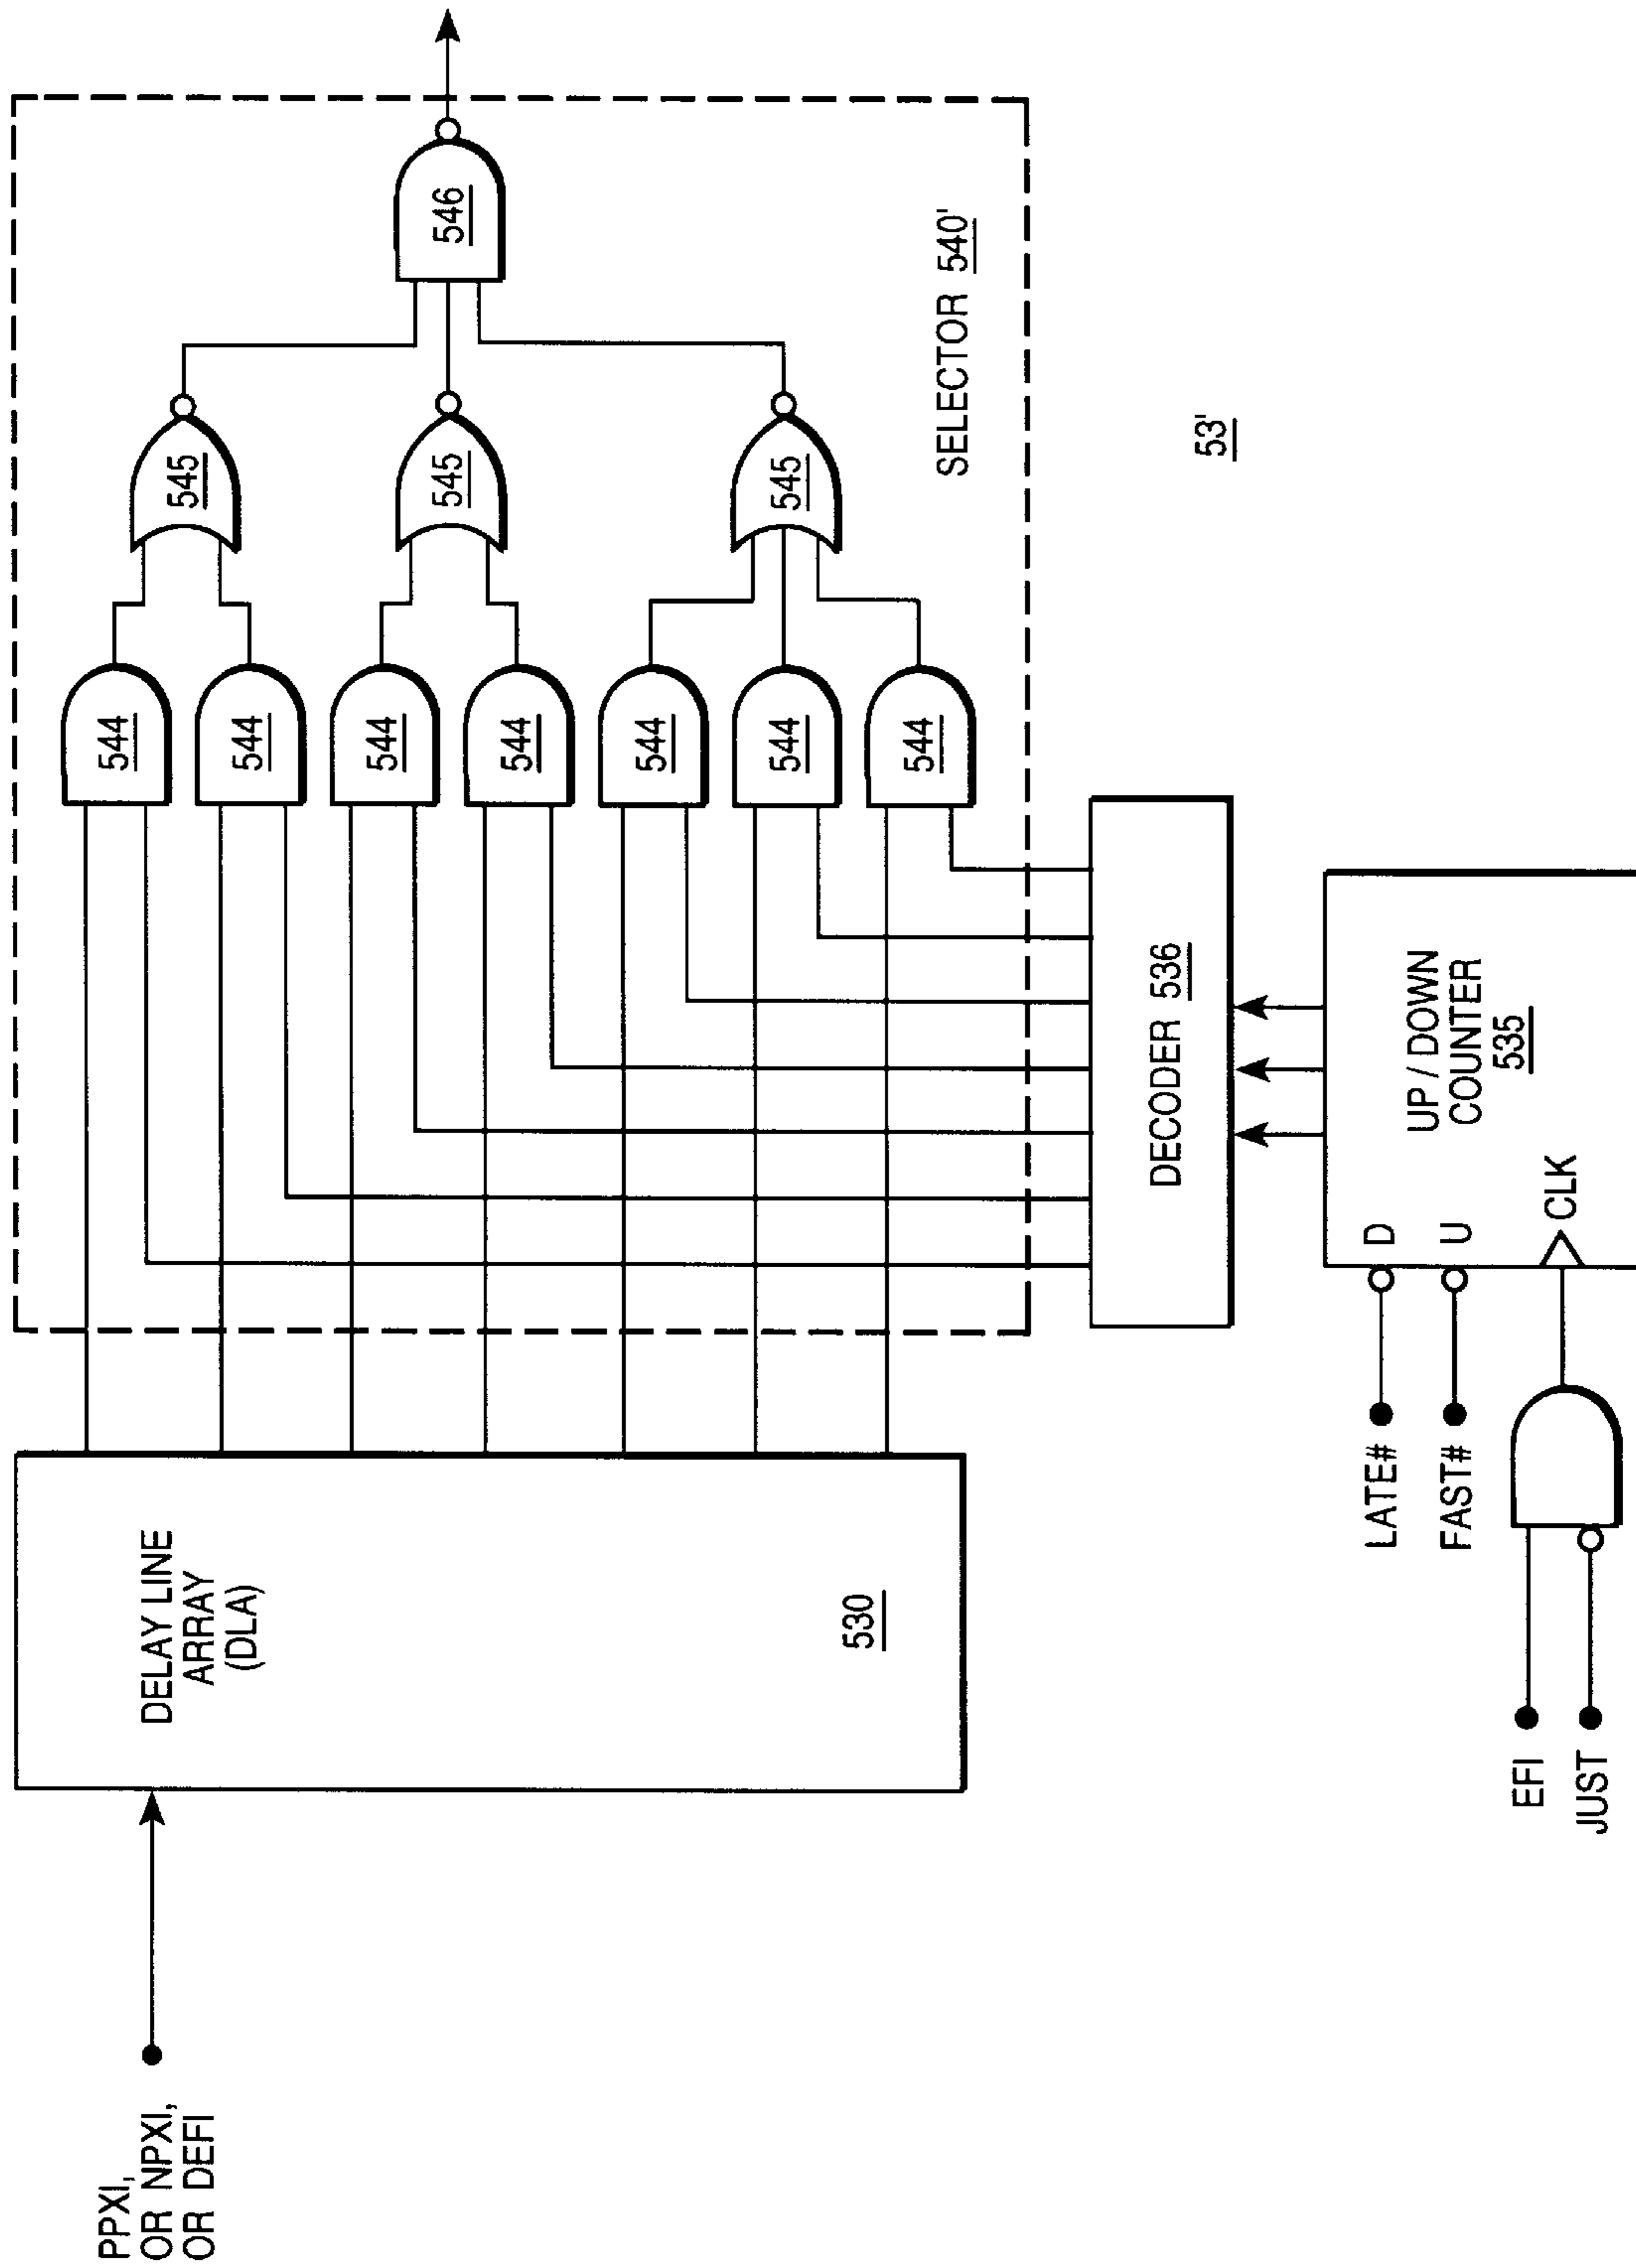 PPXI,
OR NPXI,
OR DEFI
DELAY LINE
ARRAY
(DLA)
530
544
544
544
544
544
544
544
545
545
545
546
SELECTOR 540'
DECODER 536
UP / DOWN
COUNTER
535
D
U
CLK
LATE#
FAST#
EFI
JUST
53'